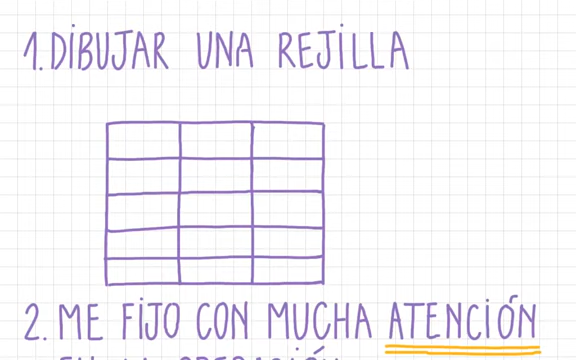 1. DIBUJAR UNA REJILLA
2. ME FIJO CON MUCHA ATENCIÓN